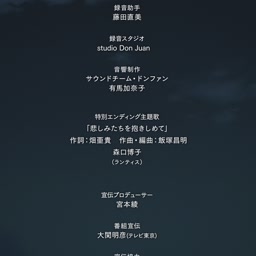 録音助手
藤田直美
録音スタジオ
studio Don Juan
音響制作
サウンドチーム・ドンファン
有馬加奈子
特別エンディング主題歌
「悲しみたちを抱きしめて」
作詞：畑亜貴　作曲・編曲：飯塚昌明
森口博子
(ランティス)
宣伝プロデューサー
宮本綾
番組宣伝
大関明彦(テレビ東京)